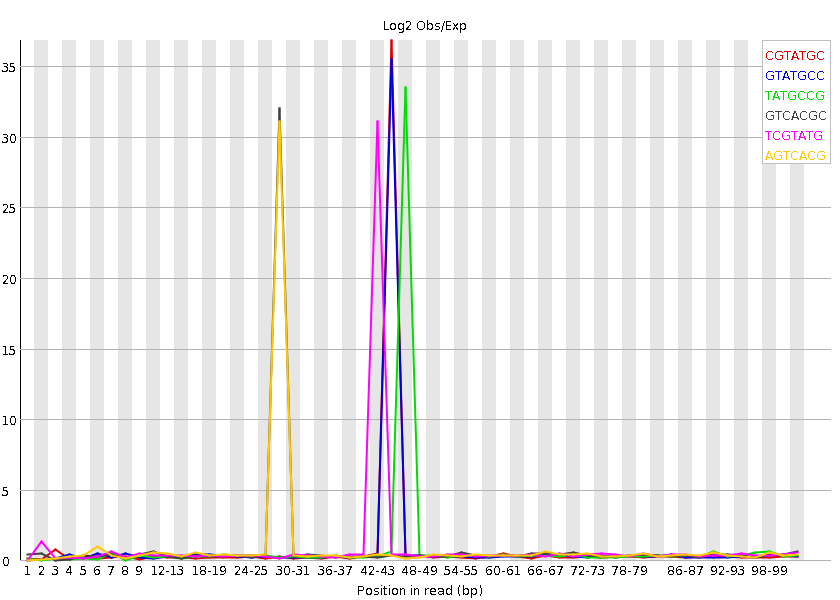 Log2 Obs/Exp
35
30
25
20
15
10
5
0
CGTATGC
GTATGCC
TATGCCG
GTCACGC
TCGTATG
AGTCACG
1 2 3 4 5 6 7 8 9 12-13 18-19 24-25 30-31 36-37 42-43 48-49 54-55 60-61 66-67 72-73 78-79 86-87 92-93 98-99
Position in read (bp)